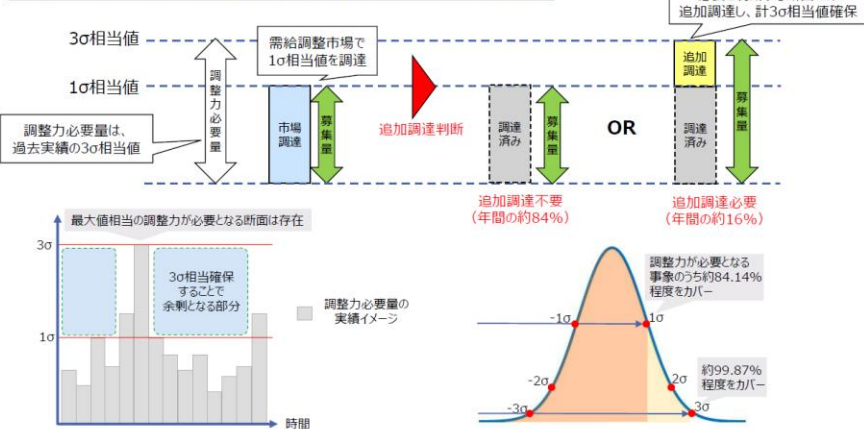 追加調達し、計3σ相当値確保
3σ相当値
需給調整市場で
1σ相当値を調達
追加
調達
1σ相当値
調整力必要量
調整力必要量は、
過去実績の3σ相当値
市場
調達
募集量
追加調達判断
調達
済み
募集量
OR
調達
済み
募集量
追加調達不要
（年間の約84%）
追加調達必要
（年間の約16%）
最大値相当の調整力が必要となる断面は存在
3σ
3σ相当確保
することで
余剰となる部分
1σ
調整力必要量の
実績イメージ
時間
調整力が必要となる
事象のうち約84.14%
程度をカバー
-1σ
1σ
約99.87%
程度をカバー
-2σ
2σ
-3σ
3σ